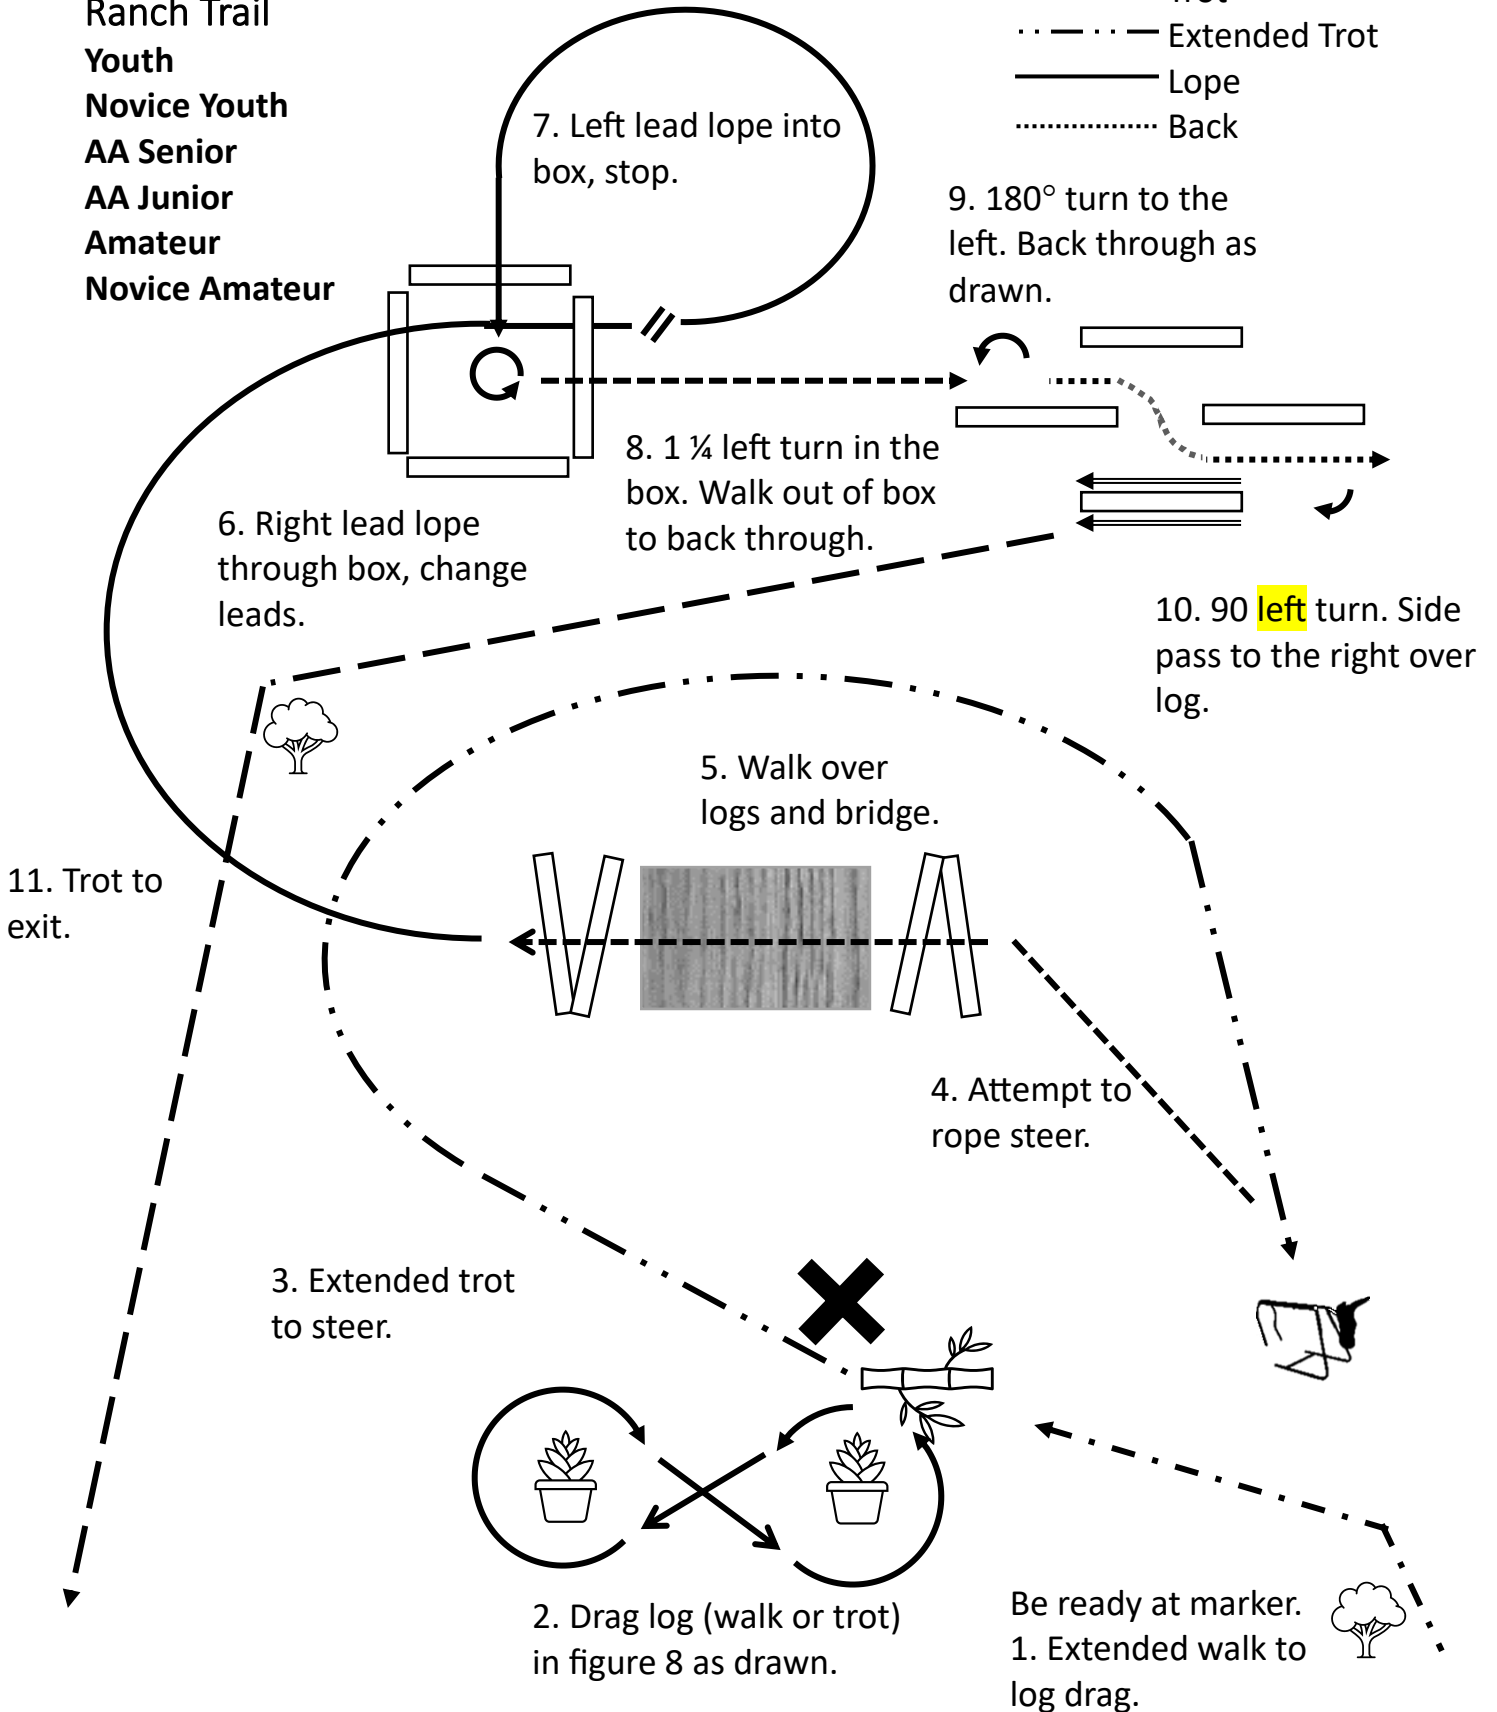 Ranch Trail
Youth
Novice Youth
AA Senior
AA Junior
Amateur
Novice Amateur
Trot
Extended Trot
Lope
Back
7. Left lead lope into
box, stop.
9. 180° turn to the
left. Back through as
drawn.
8. 1 ¼ left turn in the
box. Walk out of box
to back through.
6. Right lead lope
through box, change
leads.
10. 90 left turn. Side
pass to the right over
log.
5. Walk over
logs and bridge.
11. Trot to
exit.
4. Attempt to
rope steer.
3. Extended trot
to steer.
2. Drag log (walk or trot)
in figure 8 as drawn.
Be ready at marker.
1. Extended walk to
log drag.